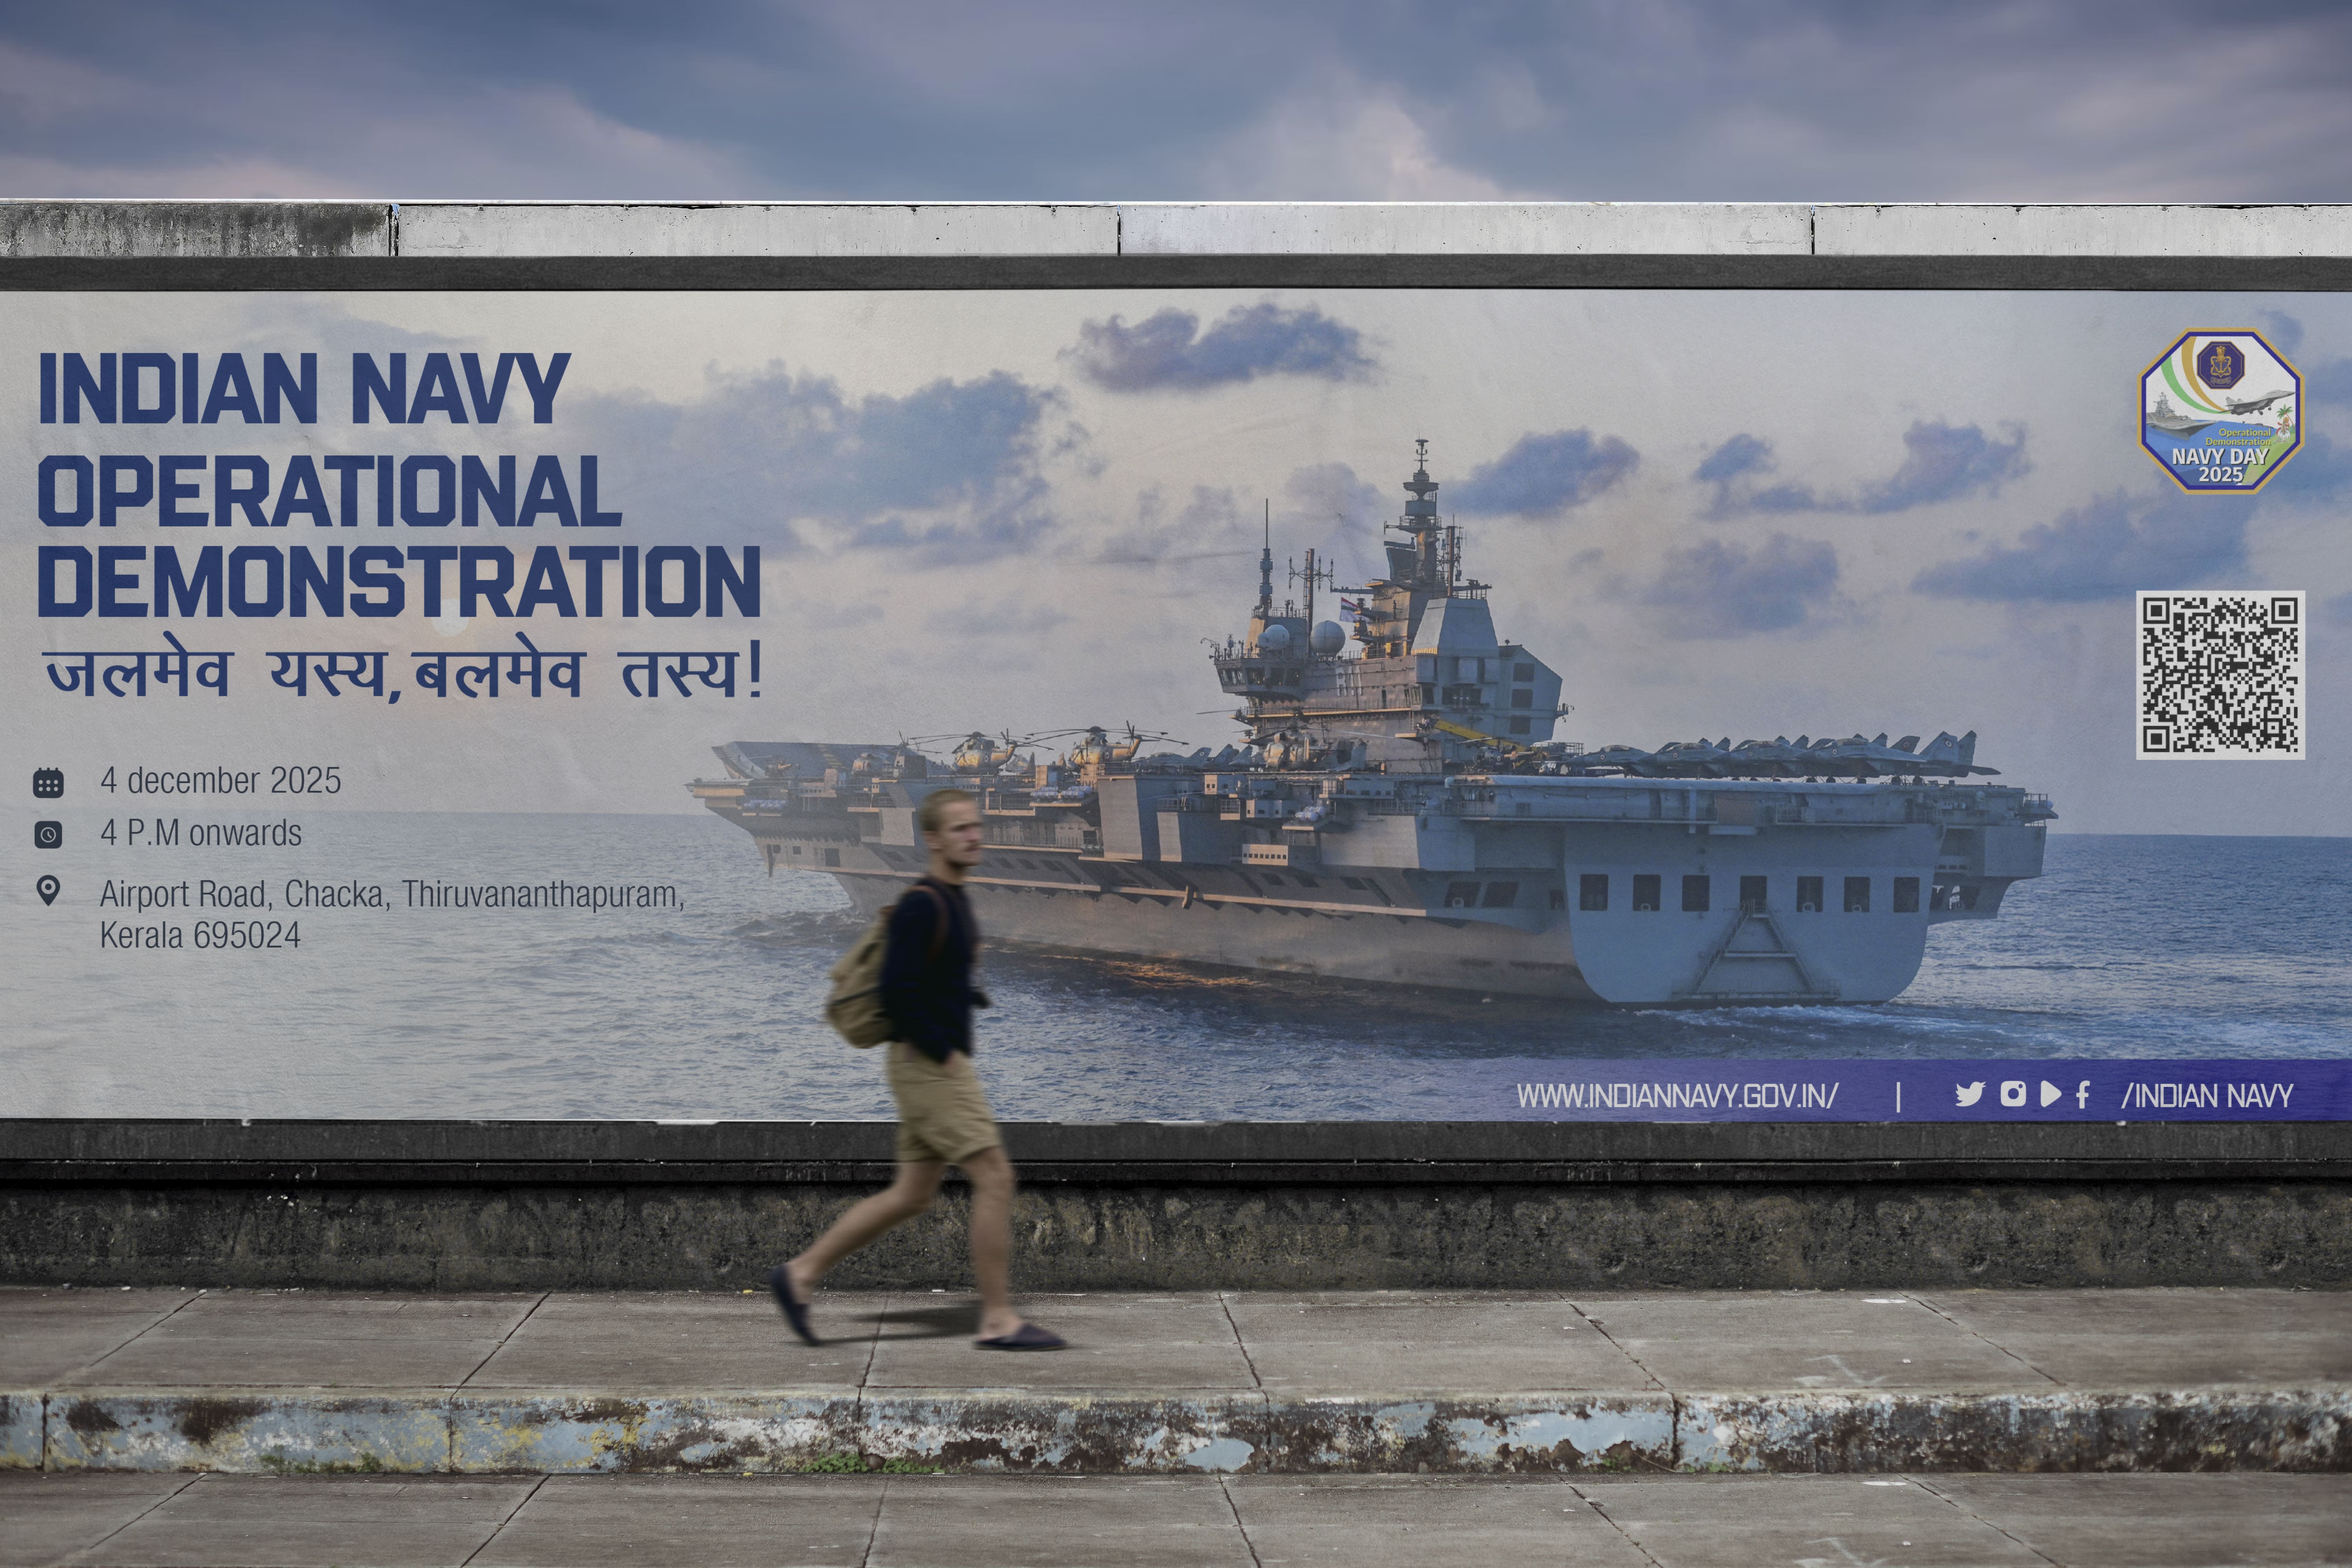 INDIAN NAVY
OPERATIONAL
DEMONSTRATION
जलमेव यस्य, बलमेव तस्य!
4 december 2025
4 P.M onwards
Airport Road, Chacka, Thiruvananthapuram,
Kerala 695024
Operational
Demonstration
NAVY DAY
2025
WWW.INDIANNAVY.GOV.IN/ | /INDIAN NAVY